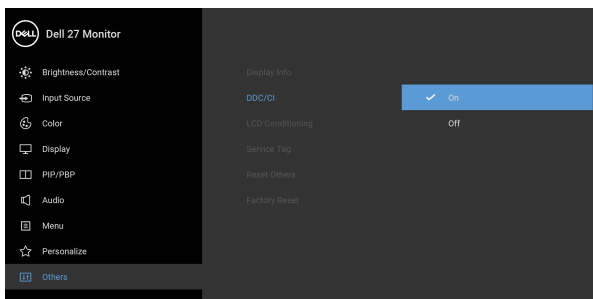 DELL
Dell 27 Monitor
Brightness/Contrast
Input Source
Color
Display
PIP/PBP
Audio
Menu
Personalize
Others
Display Info
DDC/CI
LCD Conditioning
Service Tag
Reset Others
Factory Reset
On
Off